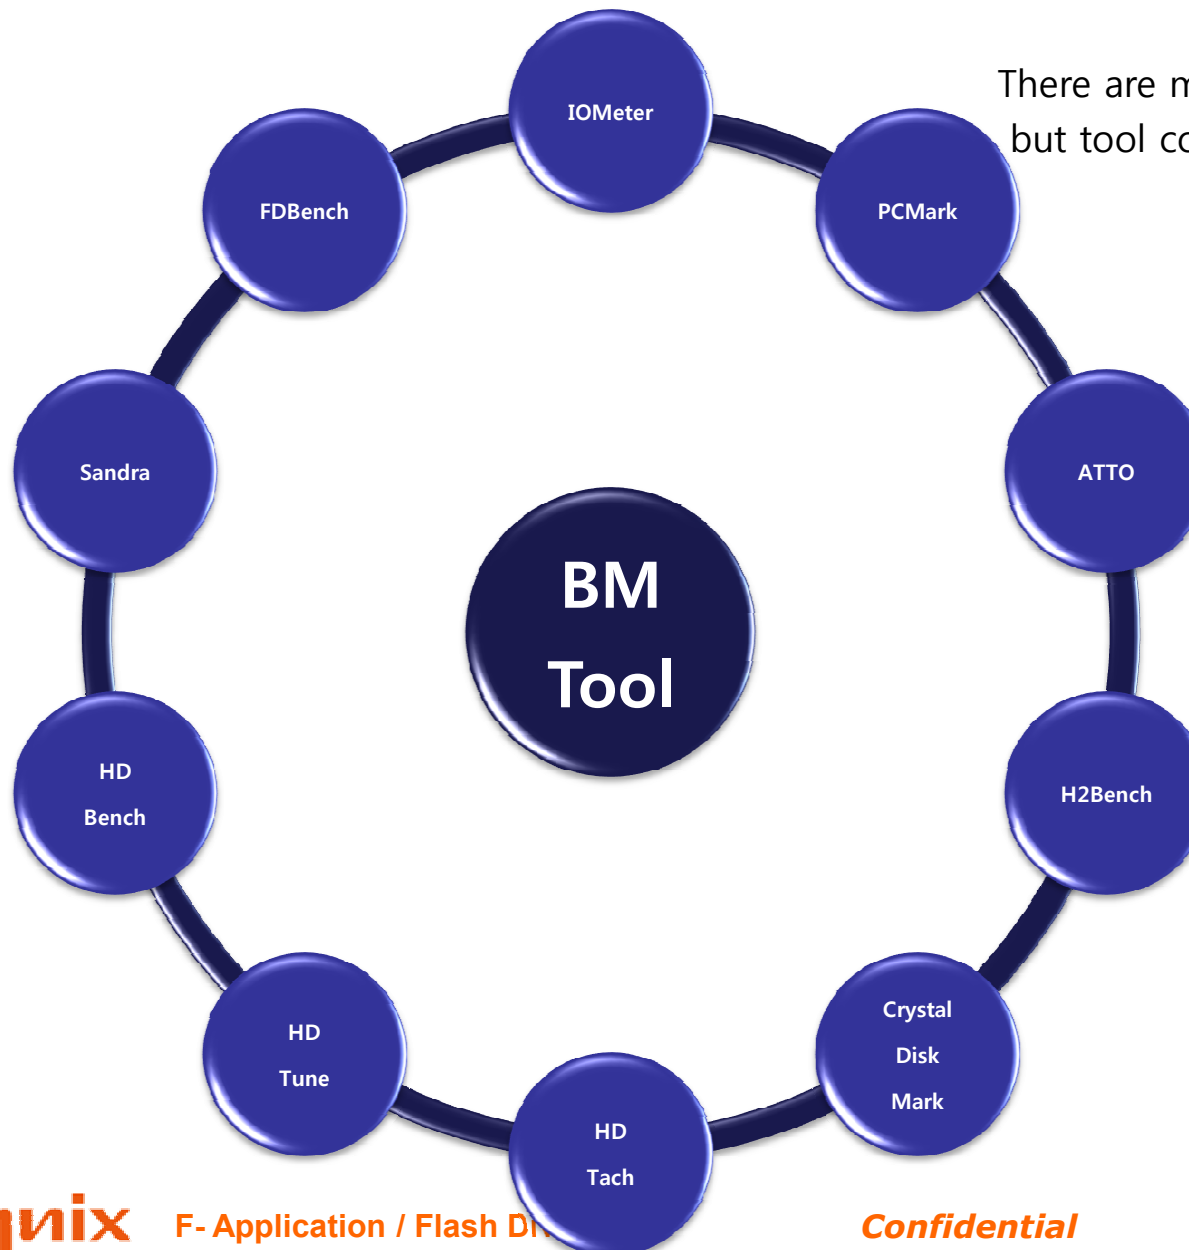 There are
but tool
IOMeter
FDBench
PCMark
Sandra
ATTO
BM
Tool
HD
Bench
H2Bench
HD
Tune
Crystal
Disk
Mark
HD
Tach
F- Application / Flash
Confidential